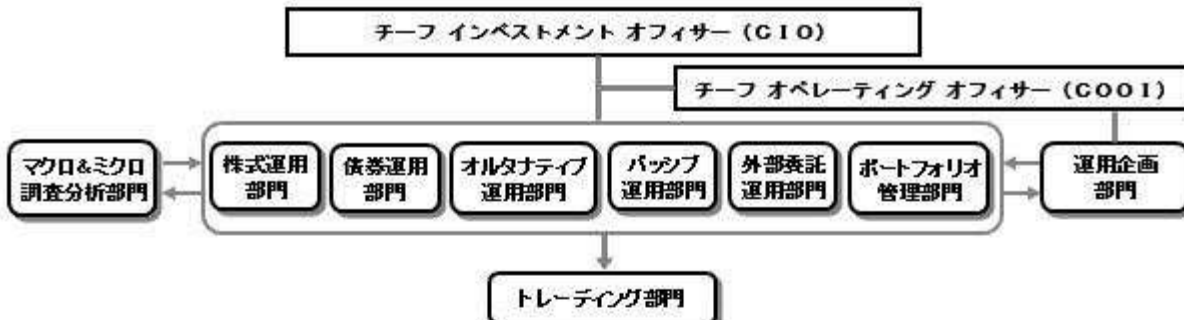 チーフ インベストメント オフィサー（CIO）
チーフ オペレーティング オフィサー（COOI）
マクロ&ミクロ
調査分析部門
株式運用
部門
債券運用
部門
オルタナティブ
運用部門
パッシブ
運用部門
外部委託
運用部門
ポートフォリオ
管理部門
運用企画
部門
トレーディング部門